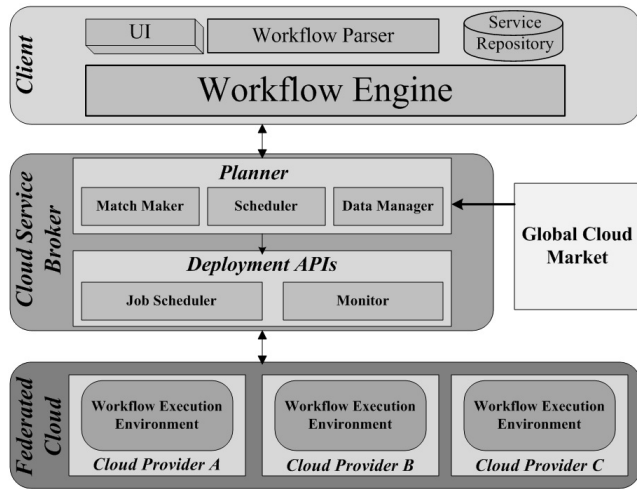 Client
UI
Workflow Parser
Service
Repository
Workflow Engine
Cloud Service
Broker
Planner
Match Maker
Scheduler
Data Manager
Global Cloud
Market
Deployment APIs
Job Scheduler
Monitor
Federated
Cloud
Workflow Execution
Environment
Cloud Provider A
Workflow Execution
Environment
Cloud Provider B
Workflow Execution
Environment
Cloud Provider C